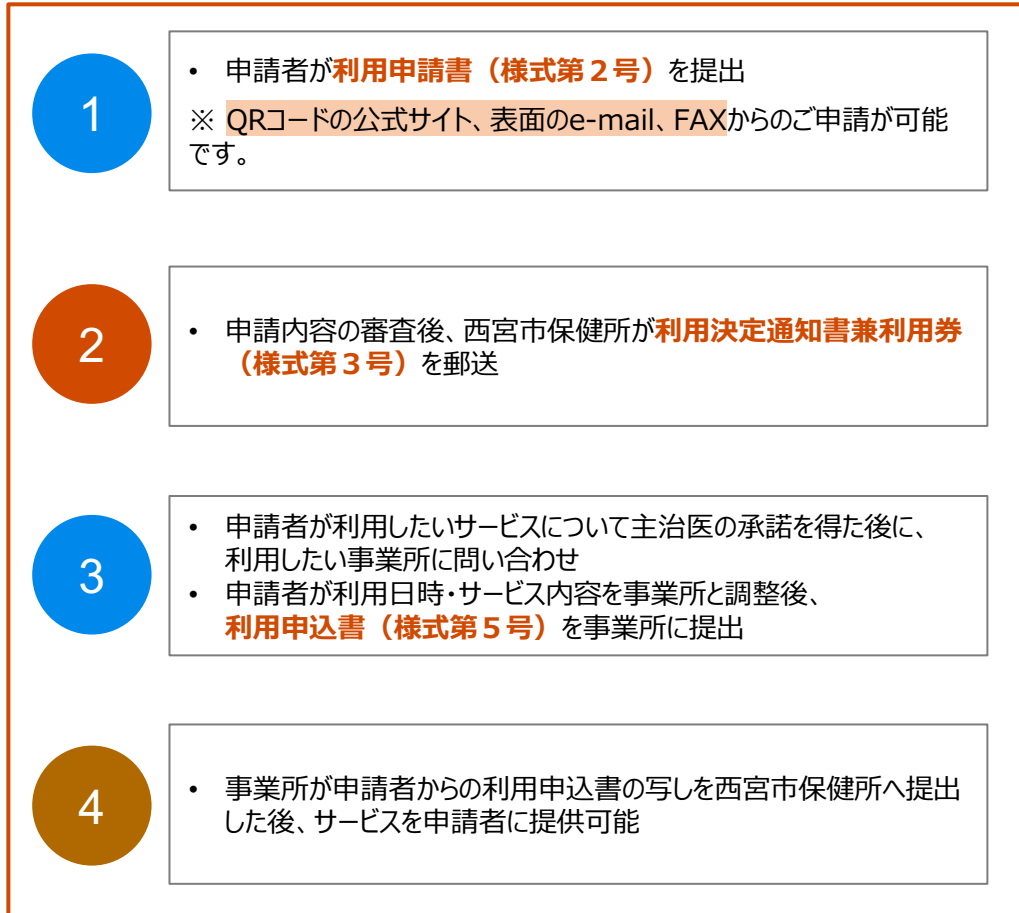 1
• 申請者が利用申請書（様式第２号）を提出
※ QRコードの公式サイト、表面のe-mail、FAXからのご申請が可能
です。
2
• 申請内容の審査後、西宮市保健所が利用決定通知書兼利用券
（様式第３号）を郵送
3
• 申請者が利用したいサービスについて主治医の承諾を得た後に、
利用したい事業所に問い合わせ
• 申請者が利用日時・サービス内容を事業所と調整後、
利用申込書（様式第５号）を事業所に提出
4
• 事業所が申請者からの利用申込書の写しを西宮市保健所へ提出
した後、サービスを申請者に提供可能